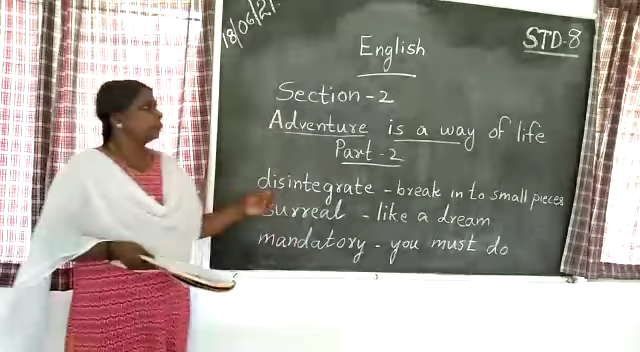 18/06/21.
English
STD-8
Section-2
Adventure is a way of life
Part-2
disintegrate - break in to small pieces
surreal - like a dream
mandatory - you must do